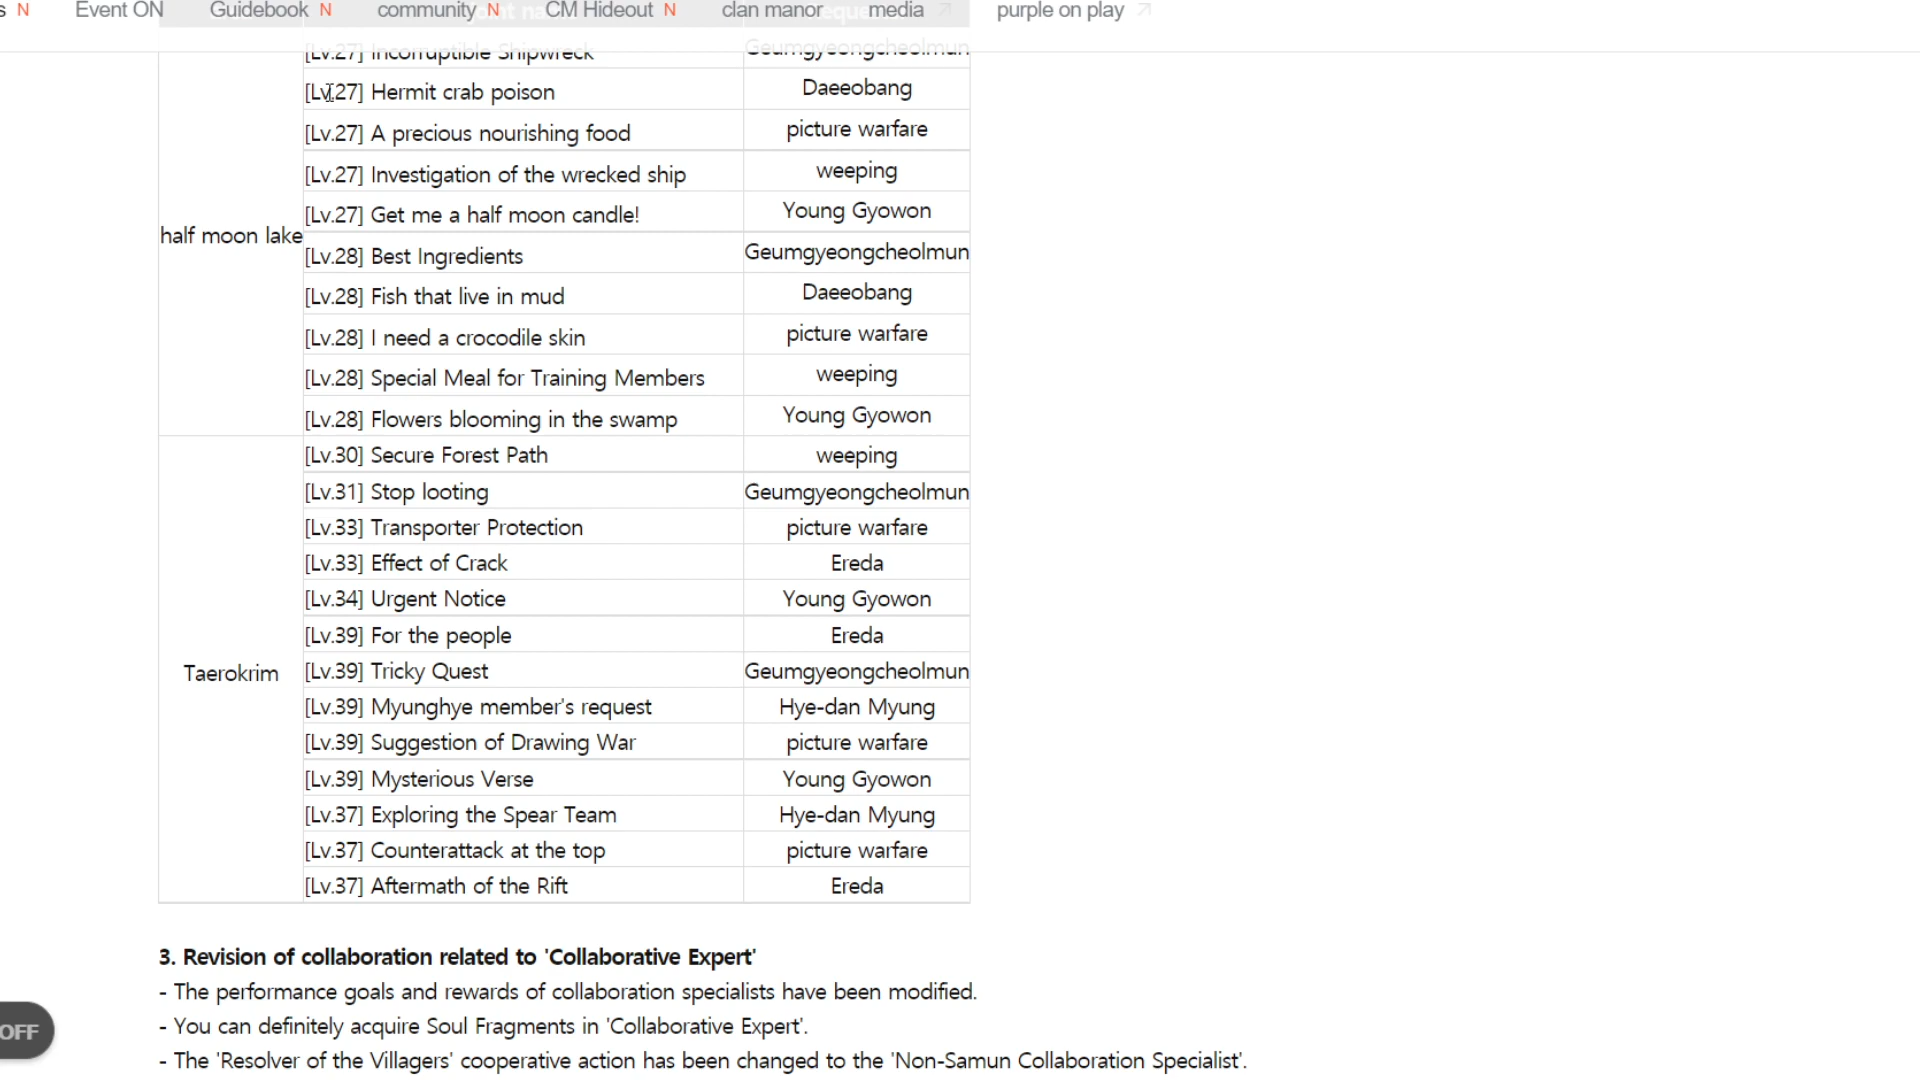 s N Event ON Guidebook N community N CM Hideout N clan manor media purple on play
[Lv.27] Incorruptible Shipwreck Geumgyeongcheolmun
[Lv.27] Hermit crab poison Daeeobang
[Lv.27] A precious nourishing food picture warfare
[Lv.27] Investigation of the wrecked ship weeping
[Lv.27] Get me a half moon candle! Young Gyowon
half moon lake
[Lv.28] Best Ingredients Geumgyeongcheolmun
[Lv.28] Fish that live in mud Daeeobang
[Lv.28] I need a crocodile skin picture warfare
[Lv.28] Special Meal for Training Members weeping
[Lv.28] Flowers blooming in the swamp Young Gyowon
[Lv.30] Secure Forest Path weeping
[Lv.31] Stop looting Geumgyeongcheolmun
[Lv.33] Transporter Protection picture warfare
[Lv.33] Effect of Crack Ereda
[Lv.34] Urgent Notice Young Gyowon
[Lv.39] For the people Ereda
Taerokrim [Lv.39] Tricky Quest Geumgyeongcheolmun
[Lv.39] Myunghye member's request Hye-dan Myung
[Lv.39] Suggestion of Drawing War picture warfare
[Lv.39] Mysterious Verse Young Gyowon
[Lv.37] Exploring the Spear Team Hye-dan Myung
[Lv.37] Counterattack at the top picture warfare
[Lv.37] Aftermath of the Rift Ereda
3. Revision of collaboration related to 'Collaborative Expert'
- The performance goals and rewards of collaboration specialists have been modified.
- You can definitely acquire Soul Fragments in 'Collaborative Expert'.
OFF
- The 'Resolver of the Villagers' cooperative action has been changed to the 'Non-Samun Collaboration Specialist'.